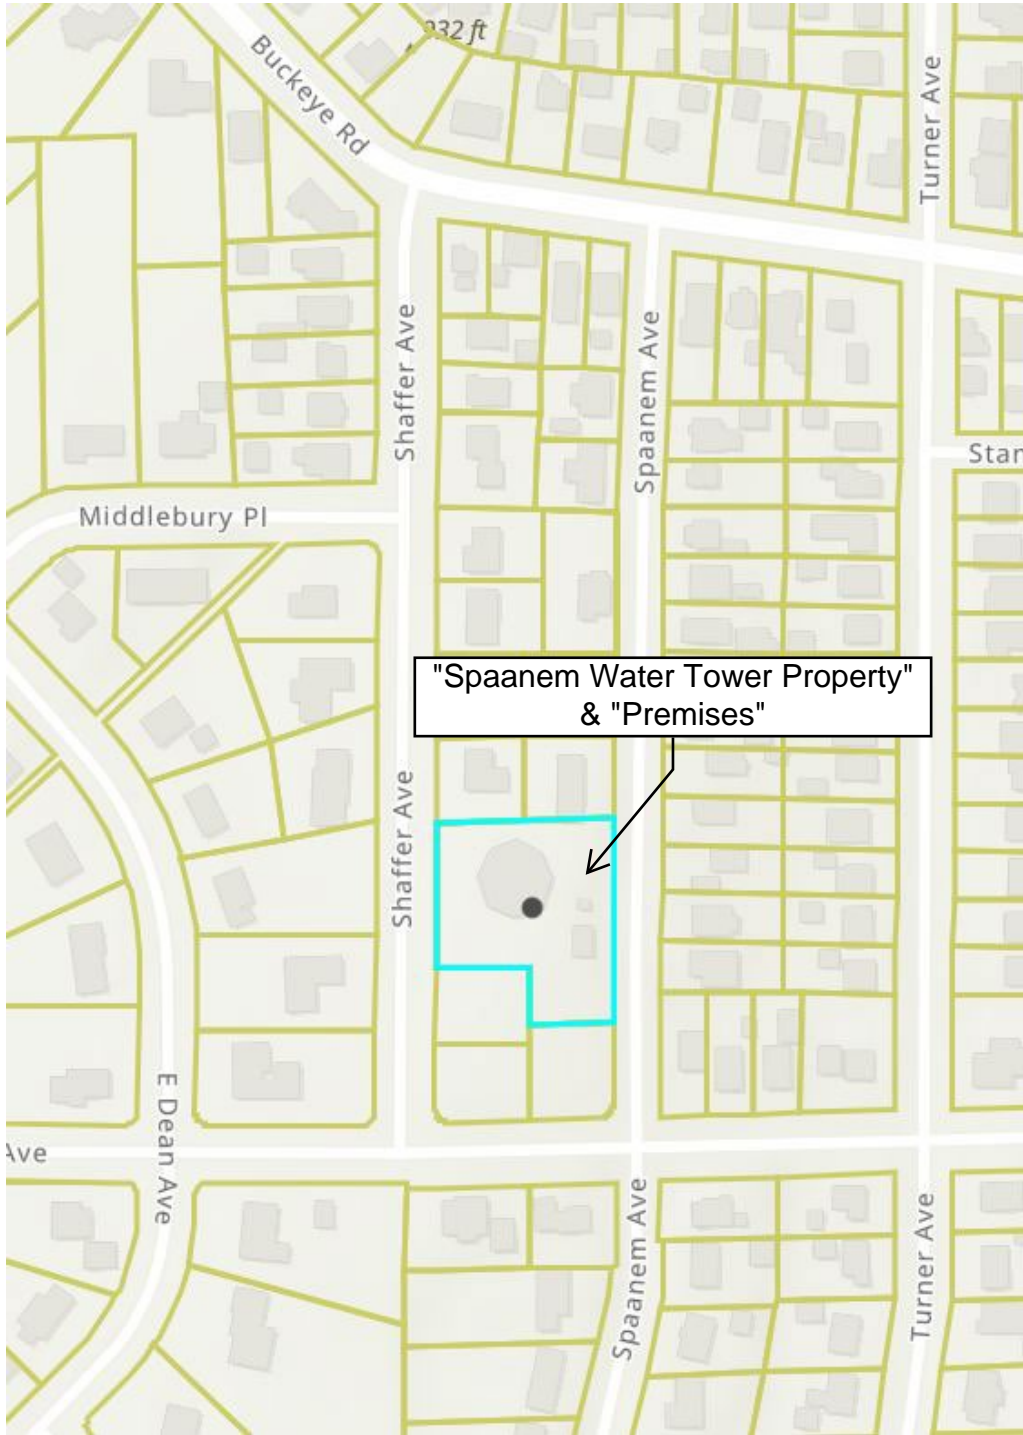 932 ft
Buckeye Rd
Turner Ave
Shaffer Ave
Spaanem Ave
Stan
Middlebury Pl
"Spaanem Water Tower Property"
& "Premises"
Shaffer Ave
E Dean Ave
Ave
Spaanem Ave
Turner Ave